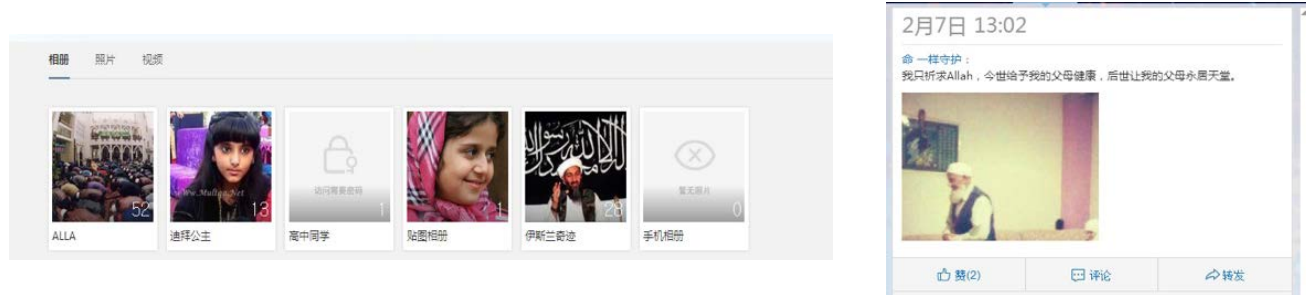 相册 照片 视频
52
13
访问需要密码
1
11
28
暂无照片
0
ALLA
迪拜公主
高中同学
贴图相册
伊斯兰奇迹
手机相册
2月7日 13:02
命 一样守护：
我只祈求Allah，今世给予我的父母健康，后世让我的父母永居天堂。
赞(2) 评论 转发